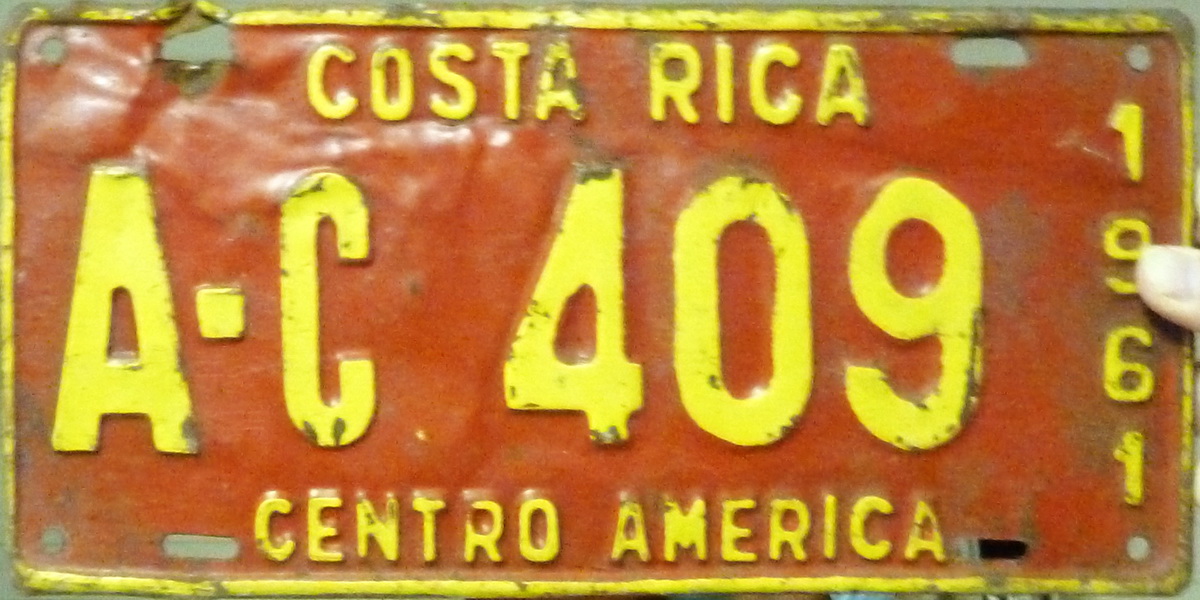 COSTA RICA
A-C 409
1961
CENTRO AMERICA